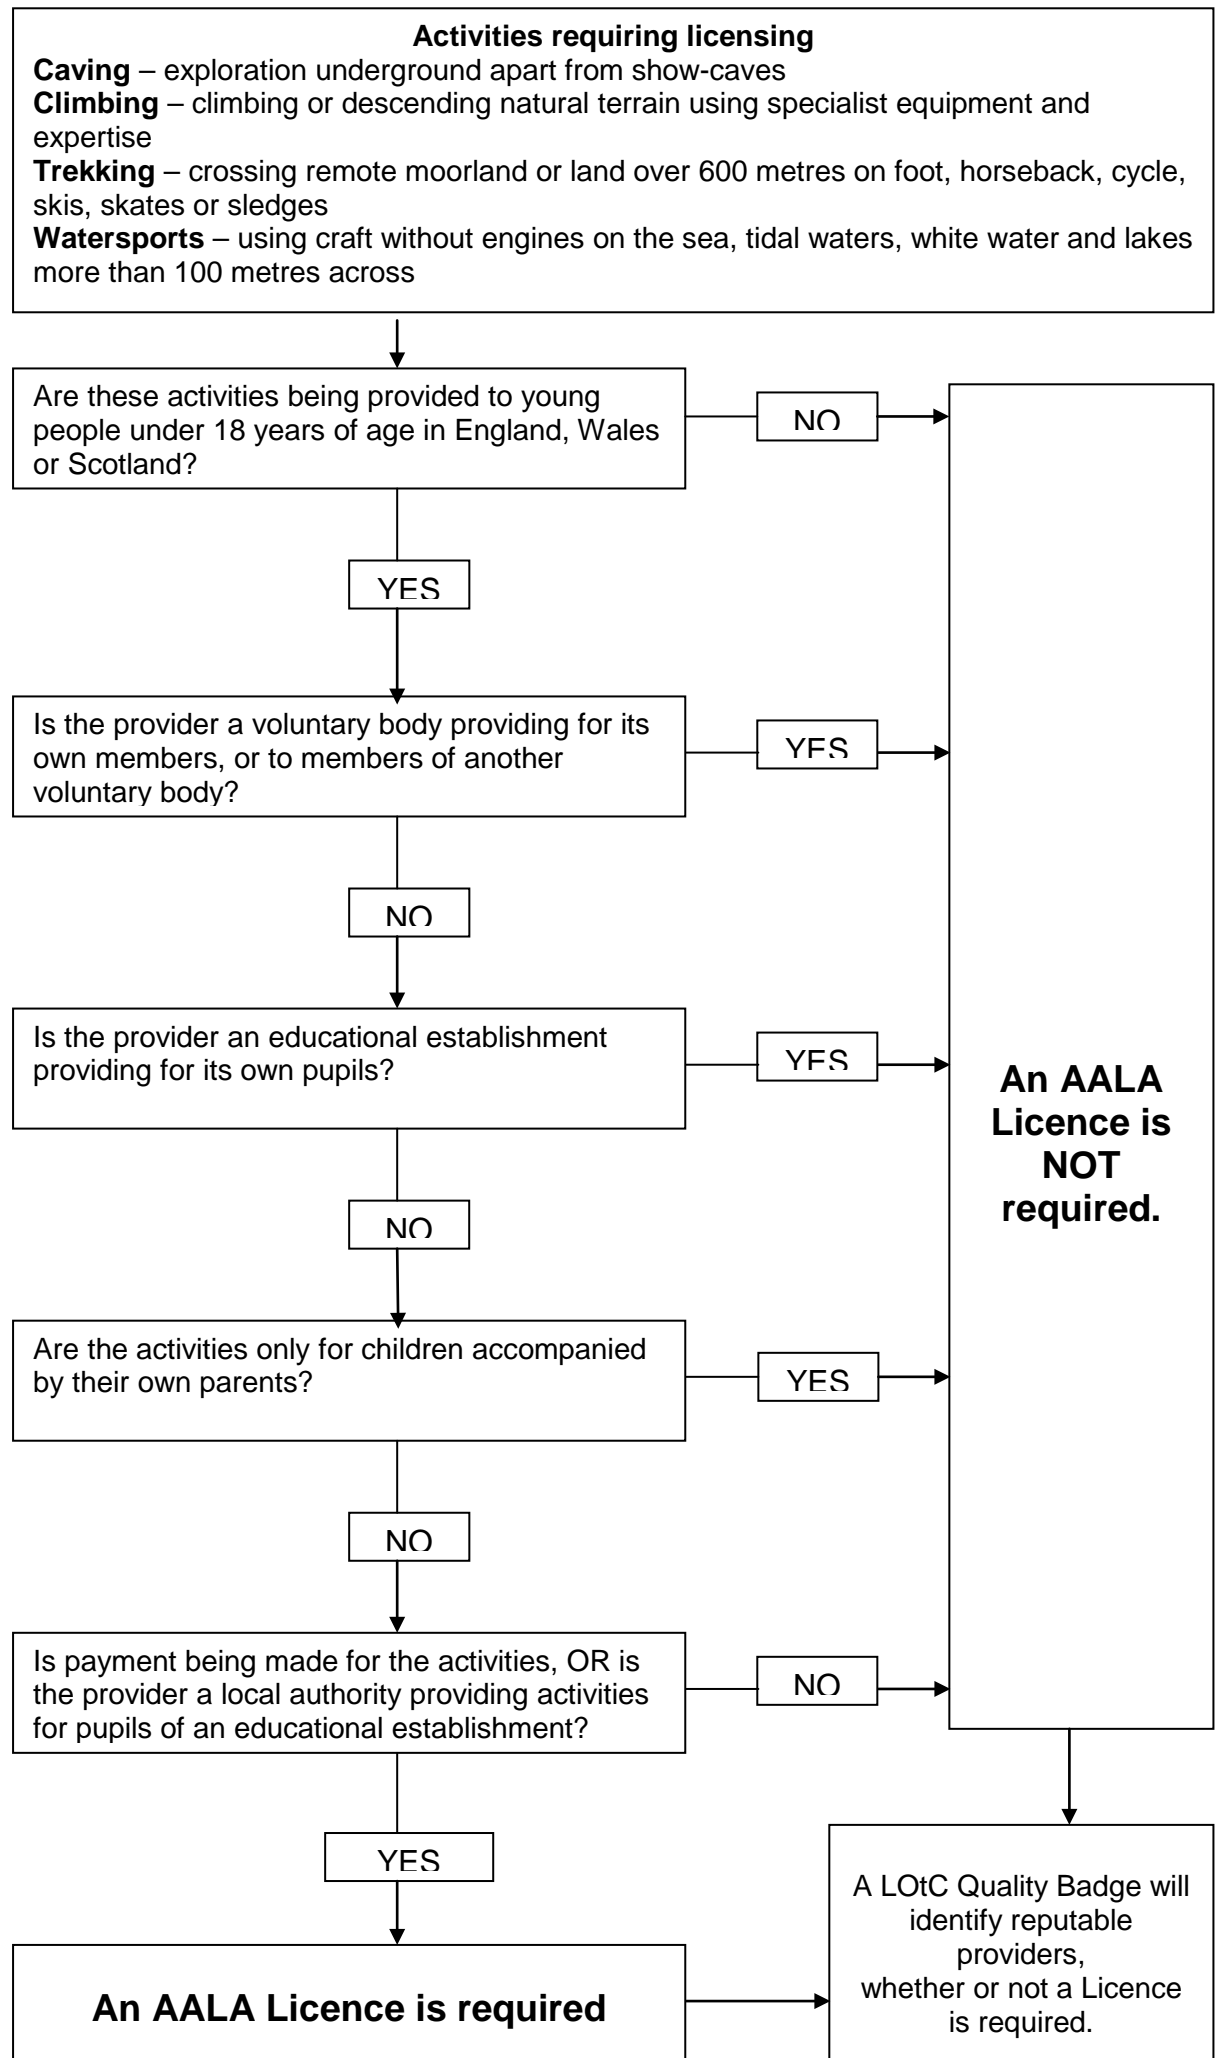 Activities requiring licensing
Caving – exploration underground apart from show-caves
Climbing – climbing or descending natural terrain using specialist equipment and
expertise
Trekking – crossing remote moorland or land over 600 metres on foot, horseback, cycle,
skis, skates or sledges
Watersports – using craft without engines on the sea, tidal waters, white water and lakes
more than 100 metres across
Are these activities being provided to young
people under 18 years of age in England, Wales
or Scotland?
NO
YES
Is the provider a voluntary body providing for its
own members, or to members of another
voluntary body?
YES
NO
Is the provider an educational establishment
providing for its own pupils?
YES
NO
Are the activities only for children accompanied
by their own parents?
YES
NO
Is payment being made for the activities, OR is
the provider a local authority providing activities
for pupils of an educational establishment?
NO
YES
An AALA
Licence is
NOT
required.
An AALA Licence is required
A LOtC Quality Badge will
identify reputable
providers,
whether or not a Licence
is required.